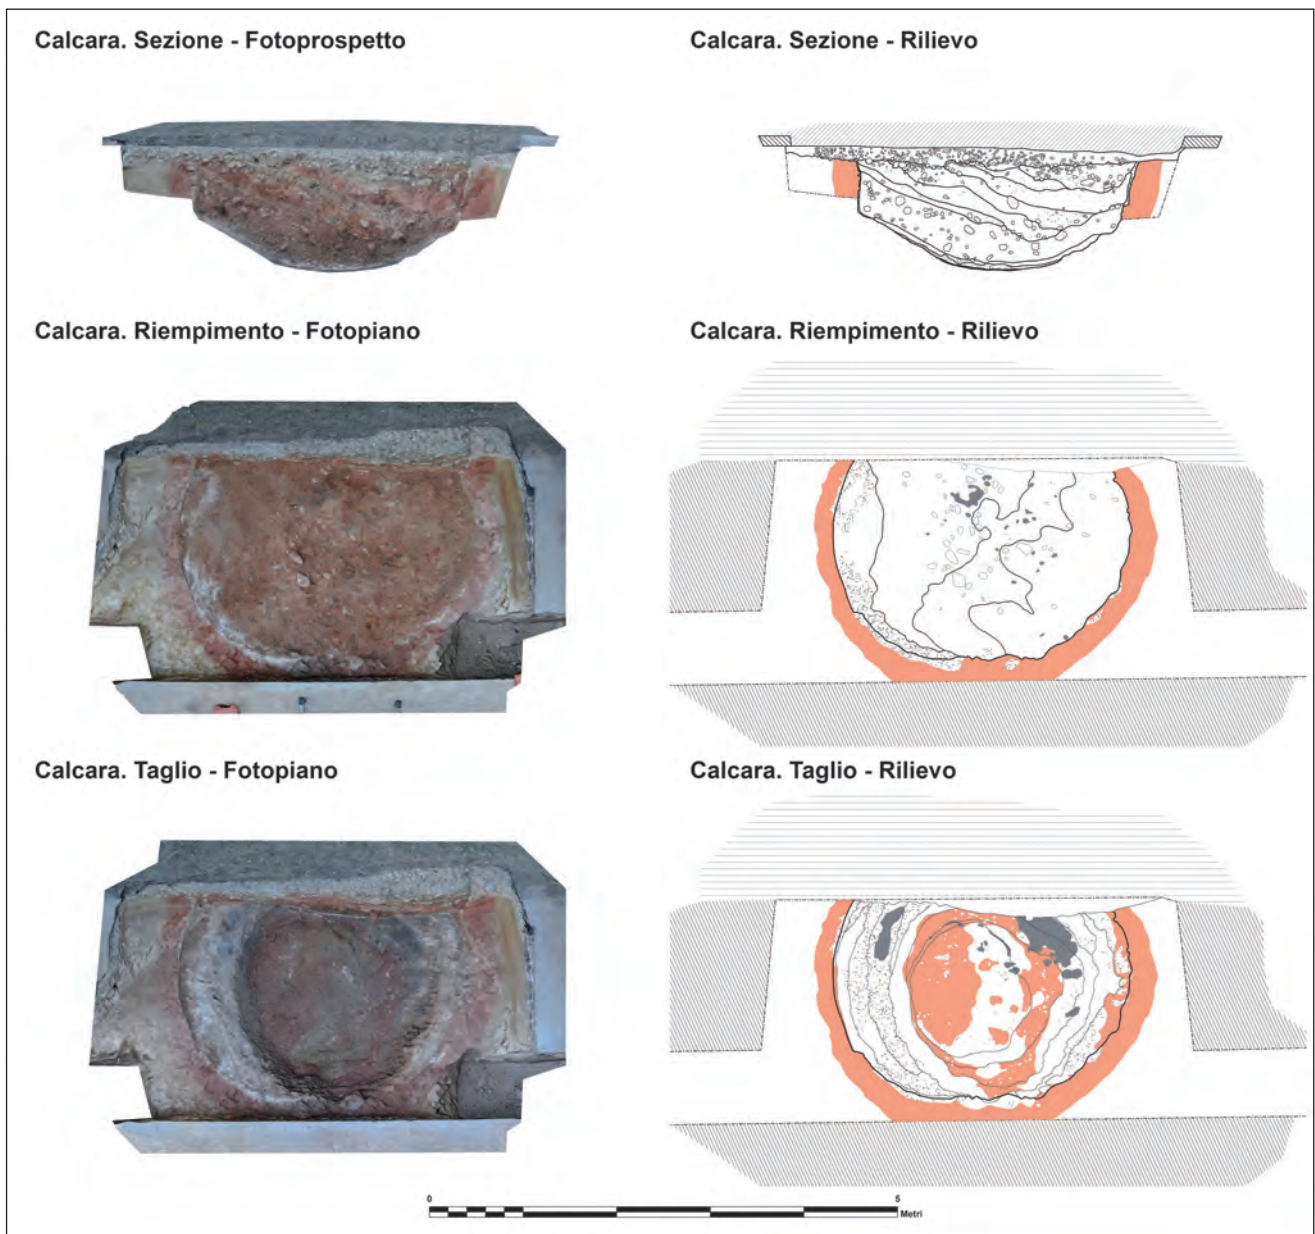 Calcara. Sezione - Fotoprospetto
Calcara. Sezione - Rilievo
Calcara. Riempimento - Fotopiano
Calcara. Riempimento - Rilievo
Calcara. Taglio - Fotopiano
Calcara. Taglio - Rilievo
0 5
Metri